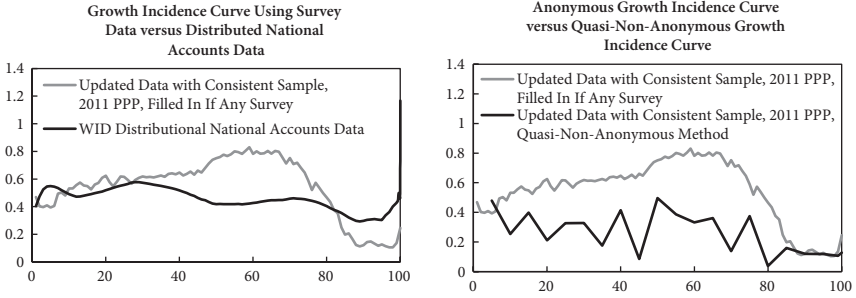 Growth Incidence Curve Using Survey
Data versus Distributed National
Accounts Data
1.4
1.2
1
0.8
0.6
0.4
0.2
0
0 20 40 60 80 100
Updated Data with Consistent Sample,
2011 PPP, Filled In If Any Survey
WID Distributional National Accounts Data
Anonymous Growth Incidence Curve
versus Quasi-Non-Anonymous Growth
Incidence Curve
1.4
1.2
1
0.8
0.6
0.4
0.2
0
0 20 40 60 80 100
Updated Data with Consistent Sample, 2011 PPP,
Filled In If Any Survey
Updated Data with Consistent Sample, 2011 PPP,
Quasi-Non-Anonymous Method